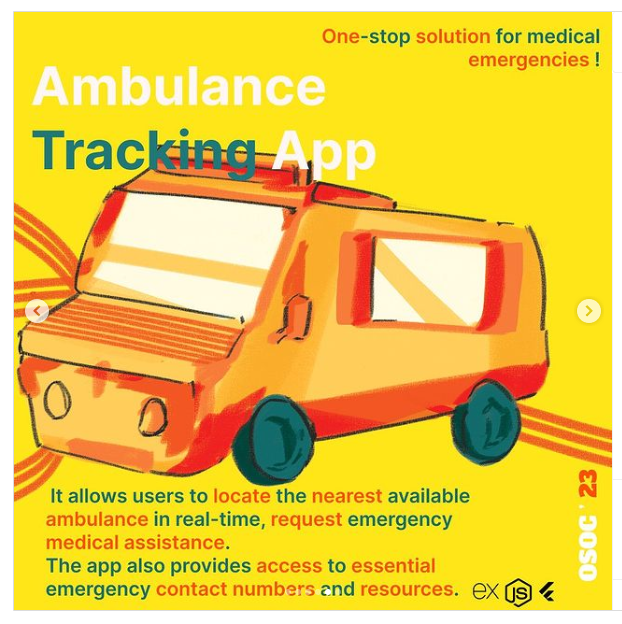 One-stop solution for medical
emergencies !
Ambulance
Tracking App
It allows users to locate the nearest available
ambulance in real-time, request emergency
medical assistance.
The app also provides access to essential
emergency contact numbers and resources.
OSOC ' 23
ex JS